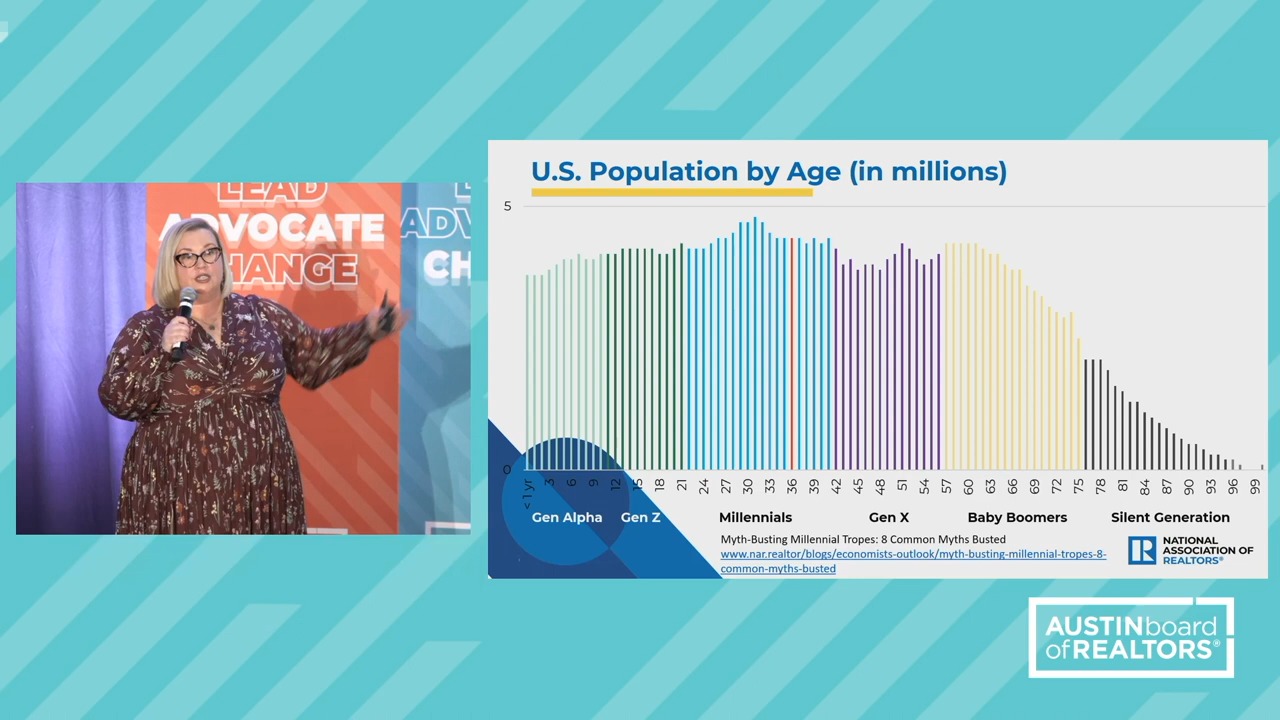 LEAD
ADVOCATE
CHANGE
ADV
CH
U.S. Population by Age (in millions)
5
0
< 1 yr 3 6 9 12 15 18 21 24 27 30 33 36 39 42 45 48 51 54 57 60 63 66 69 72 75 78 81 84 87 90 93 96 99
Gen Alpha Gen Z Millennials Gen X Baby Boomers Silent Generation
Myth-Busting Millennial Tropes: 8 Common Myths Busted
www.nar.realtor/blogs/economists-outlook/myth-busting-millennial-tropes-8-
common-myths-busted
R
NATIONAL
ASSOCIATION OF
REALTORS®
AUSTINboard
ofREALTORS®